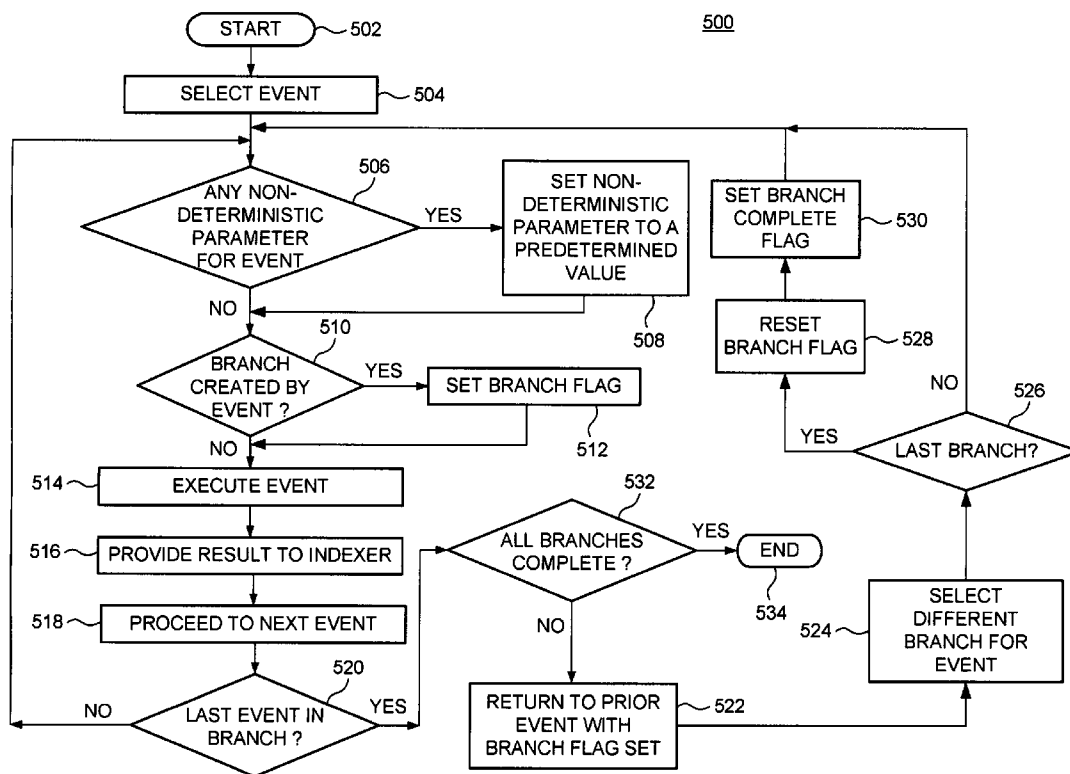 START
502
500
SELECT EVENT
504
506
ANY NON-
DETERMINISTIC
PARAMETER
FOR EVENT
YES
SET NON-
DETERMINISTIC
PARAMETER TO A
PREDETERMINED
VALUE
508
NO
510
BRANCH
CREATED BY
EVENT ?
YES
SET BRANCH FLAG
512
NO
514
EXECUTE EVENT
516
PROVIDE RESULT TO INDEXER
518
PROCEED TO NEXT EVENT
520
LAST EVENT IN
BRANCH ?
NO
YES
532
ALL BRANCHES
COMPLETE ?
YES
END
534
NO
RETURN TO PRIOR
EVENT WITH
BRANCH FLAG SET
522
SELECT
DIFFERENT
BRANCH FOR
EVENT
524
526
LAST BRANCH?
NO
YES
RESET
BRANCH FLAG
528
SET BRANCH
COMPLETE
FLAG
530